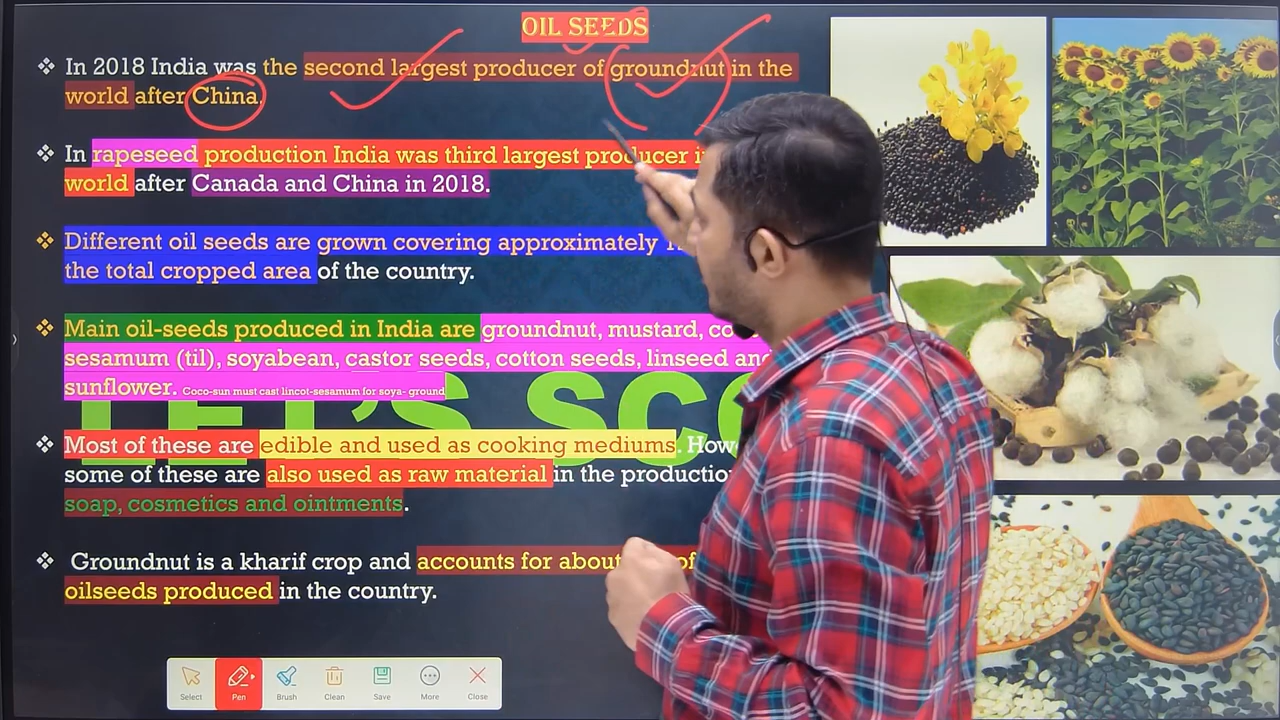 OIL SEEDS
❖ In 2018 India was the second largest producer of groundnut in the
world after China.
❖ In rapeseed production India was third largest producer
world after Canada and China in 2018.
❖ Different oil seeds are grown covering approximately
the total cropped area of the country.
❖ Main oil-seeds produced in India are groundnut, mustard,
sesamum (til), soyabean, castor seeds, cotton seeds, linseed and
sunflower. Coco-sun must cast lincot-sesamum for soya- ground
LET'S
❖ Most of these are edible and used as cooking mediums.
some of these are also used as raw material in the production
soap, cosmetics and ointments.
❖ Groundnut is a kharif crop and accounts for about of
oilseeds produced in the country.
Select Pen Brush Clean Save More Close